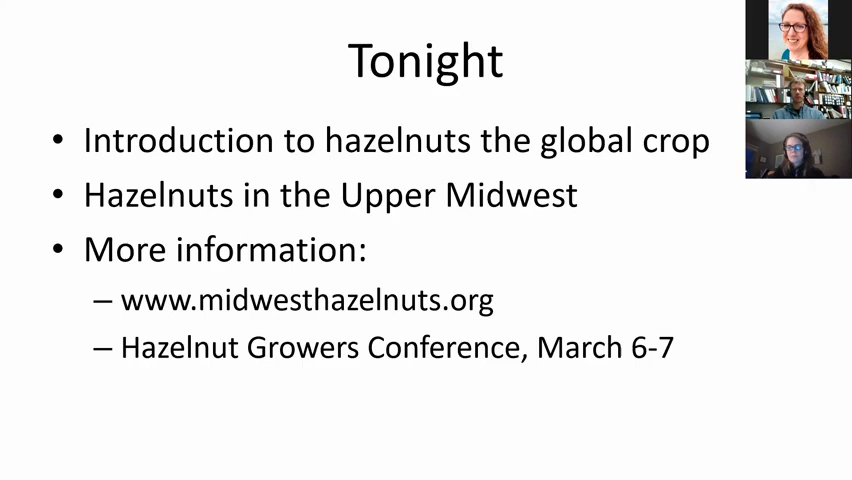 Tonight
• Introduction to hazelnuts the global crop
• Hazelnuts in the Upper Midwest
• More information:
– www.midwesthazelnuts.org
– Hazelnut Growers Conference, March 6-7